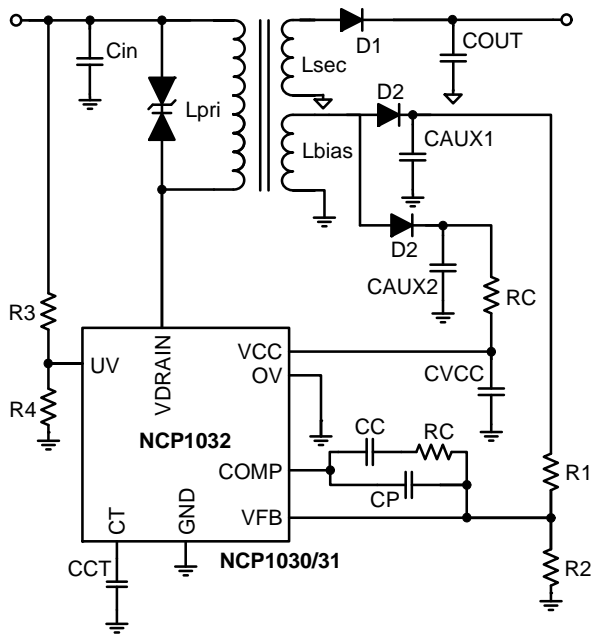 D1
COUT
Cin
Lsec
Lpri
D2
Lbias
CAUX1
D2
CAUX2
RC
R3
UV
VDRAIN
VCC
OV
CVCC
R4
NCP1032
CC
RC
COMP
CP
R1
CT
GND
VFB
NCP1030/31
CCT
R2